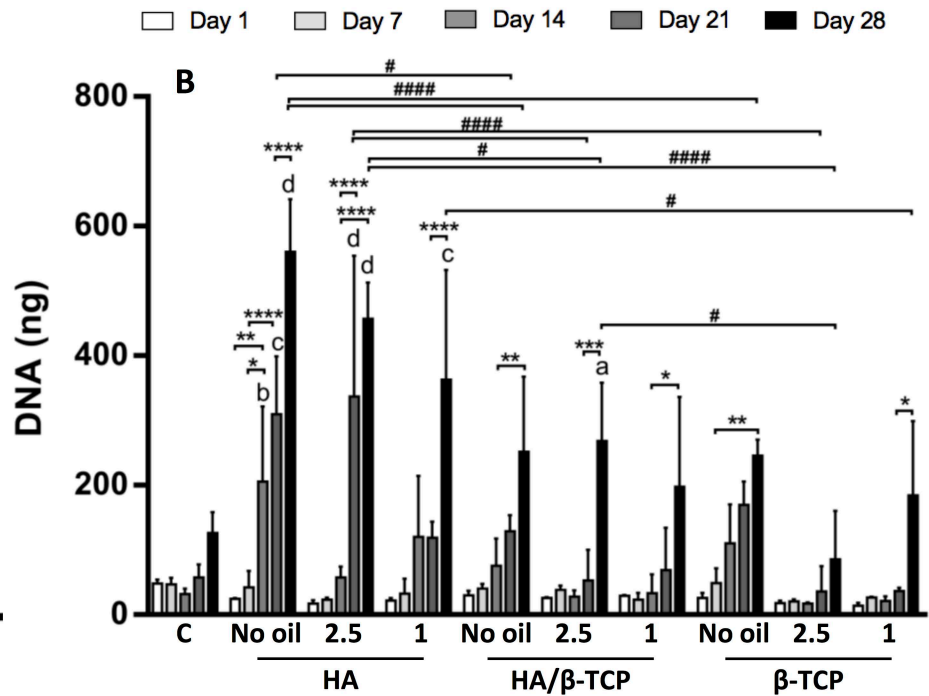 Day 1 Day 7 Day 14 Day 21 Day 28
B
#
####
####
#
####
#
#
****
d
****
****
d
d
****
c
****
**
*
c
b
**
***
a
*
**
*
DNA (ng)
800
600
400
200
0
C No oil 2.5 1 No oil 2.5 1 No oil 2.5 1
HA HA/β-TCP β-TCP